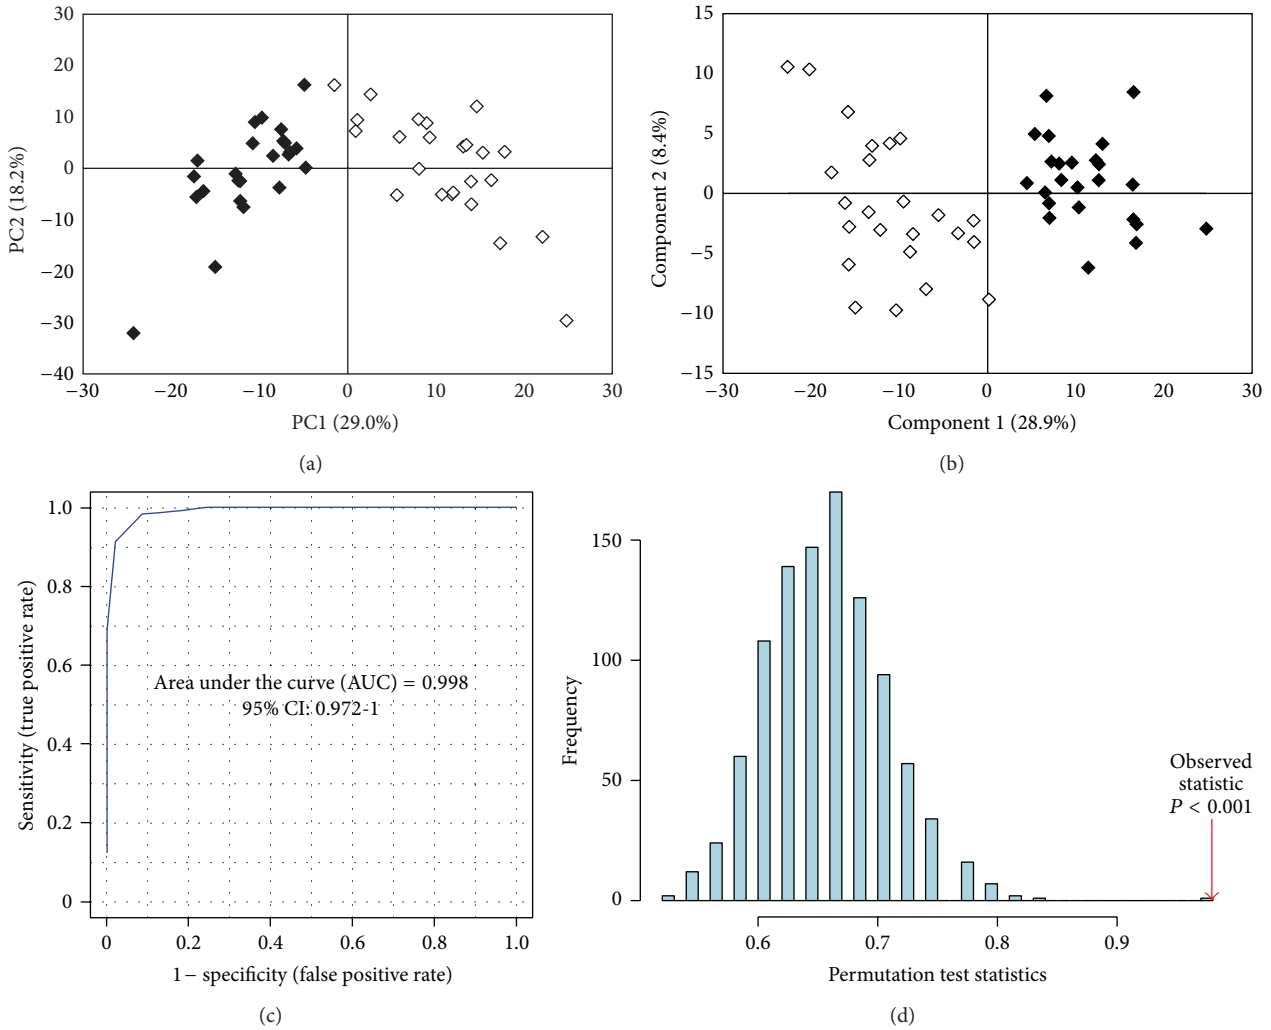 30
20
10
0
−10
−20
−30
−40
PC2 (18.2%)
−30
−20
−10
0
10
20
30
PC1 (29.0%)
(a)
15
10
5
0
−5
−10
−15
Component 2 (8.4%)
−30
−20
−10
0
10
20
30
Component 1 (28.9%)
(b)
1.0
0.8
0.6
0.4
0.2
0
Sensitivity (true positive rate)
Area under the curve (AUC) = 0.998
95% CI: 0.972-1
0
0.2
0.4
0.6
0.8
1.0
1 − specificity (false positive rate)
(c)
150
100
50
0
Frequency
Observed
statistic
P < 0.001
0.6
0.7
0.8
0.9
Permutation test statistics
(d)